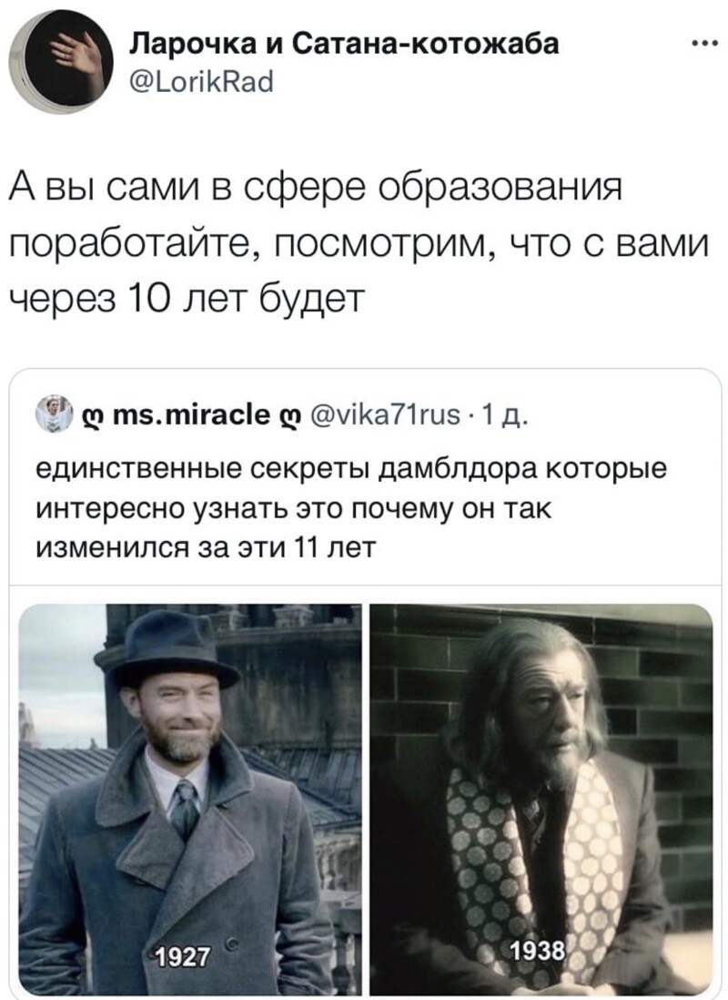 Ларочка и Сатана-котожаба
@LorikRad
А вы сами в сфере образования
поработайте, посмотрим, что с вами
через 10 лет будет
ღ ms.miracle ღ @vika71rus · 1 д.
единственные секреты дамблдора которые
интересно узнать это почему он так
изменился за эти 11 лет
1927
1938